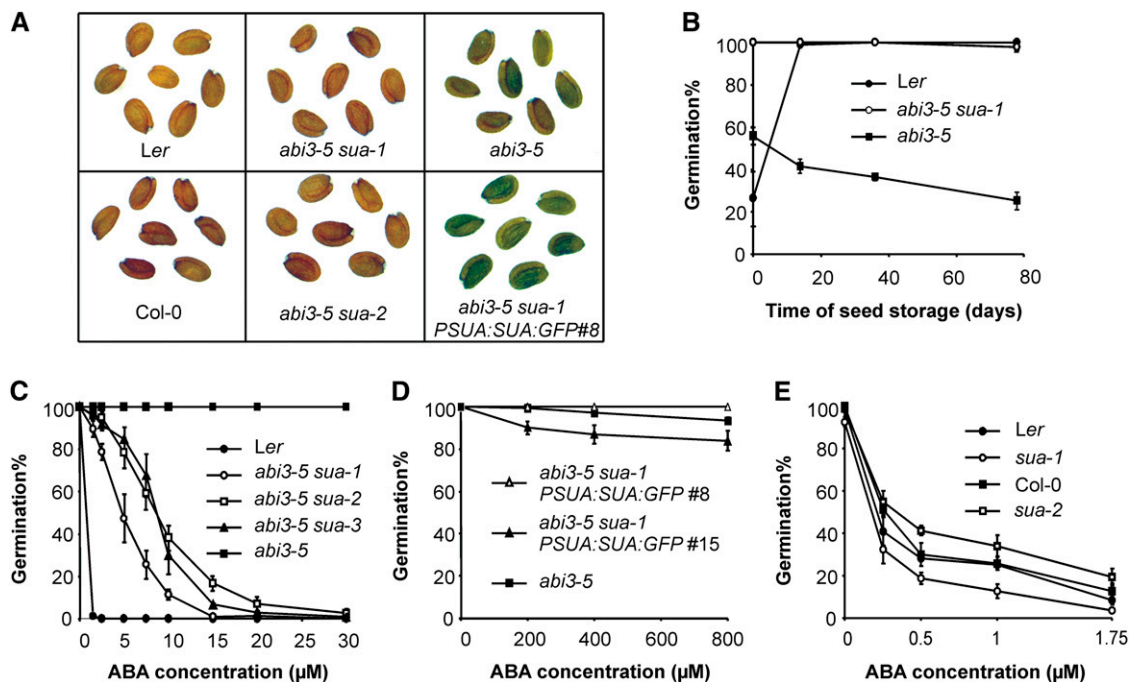 A
Ler
abi3-5 sua-1
abi3-5
Col-0
abi3-5 sua-2
abi3-5 sua-1
PSUA:SUA:GFP#8
B
Germination%
100
80
60
40
20
0
Ler
abi3-5 sua-1
abi3-5
0 20 40 60 80
Time of seed storage (days)
C
Germination%
100
80
60
40
20
0
Ler
abi3-5 sua-1
abi3-5 sua-2
abi3-5 sua-3
abi3-5
0 5 10 15 20 30
ABA concentration (µM)
D
Germination%
100
80
60
40
20
0
abi3-5 sua-1
PSUA:SUA:GFP #8
abi3-5 sua-1
PSUA:SUA:GFP #15
abi3-5
0 200 400 800
ABA concentration (µM)
E
Germination%
100
80
60
40
20
0
Ler
sua-1
Col-0
sua-2
0 0.5 1 1.75
ABA concentration (µM)